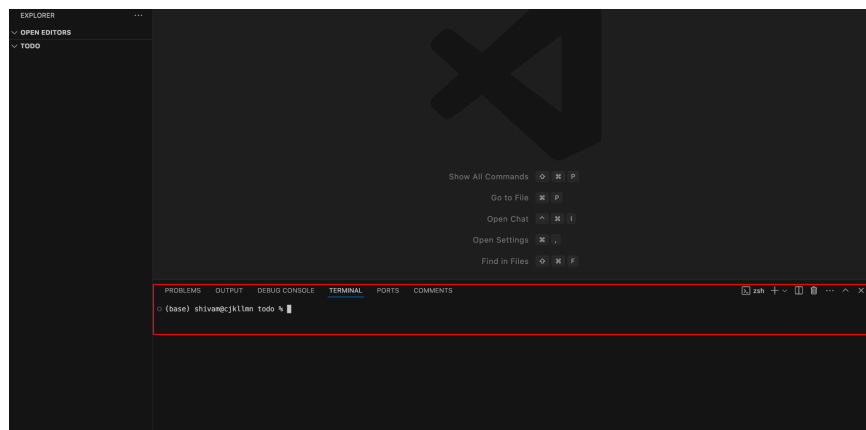 EXPLORER ...
OPEN EDITORS
TODO
Show All Commands ⇧ ⌘ P
Go to File ⌘ P
Open Chat ^ ⌘ I
Open Settings ⌘ ,
Find in Files ⇧ ⌘ F
PROBLEMS OUTPUT DEBUG CONSOLE TERMINAL PORTS COMMENTS zsh
(base) shivam@cjkllmn todo %